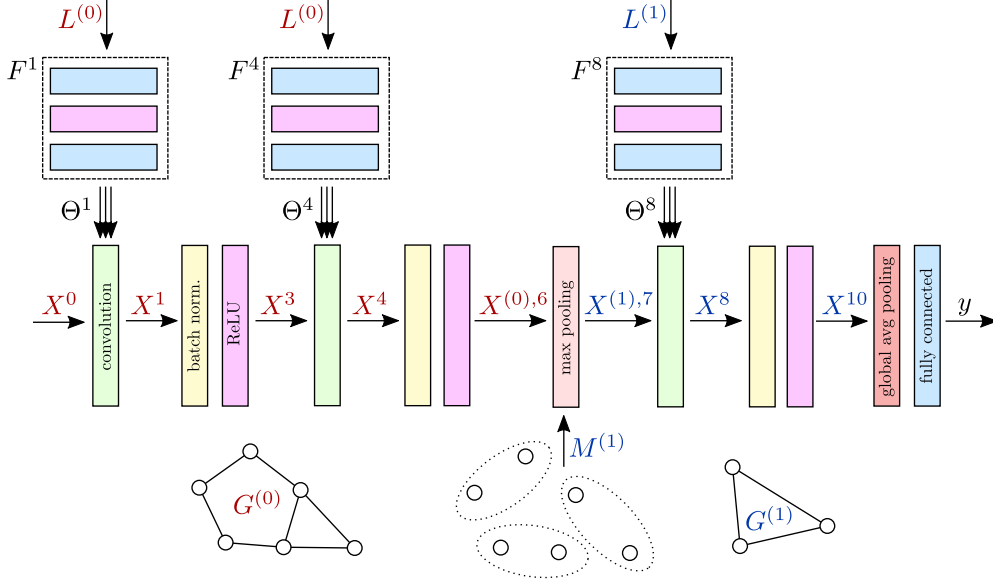 L^(0) L^(0) L^(1)
F^1 F^4 F^8
Θ^1 Θ^4 Θ^8
X^0 convolution X^1 batch norm. ReLU X^3 X^4 X^(0),6 max pooling X^(1),7 X^8 X^10 global avg pooling fully connected y
M^(1)
G^(0) G^(1)